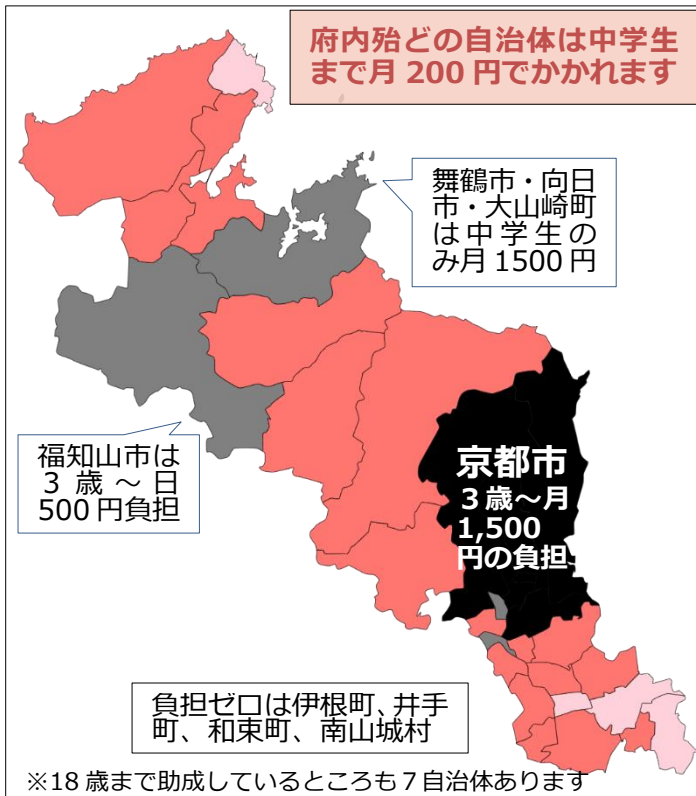 府内殆どの自治体は中学生
まで月 200 円でかかれます
舞鶴市・向日
市・大山崎町
は中学生の
み月 1500 円
福知山市は
３歳～日
500 円負担
京都市
３歳～月
1,500
円の負担
負担ゼロは伊根町、井手
町、和束町、南山城村
※18 歳まで助成しているところも７自治体あります